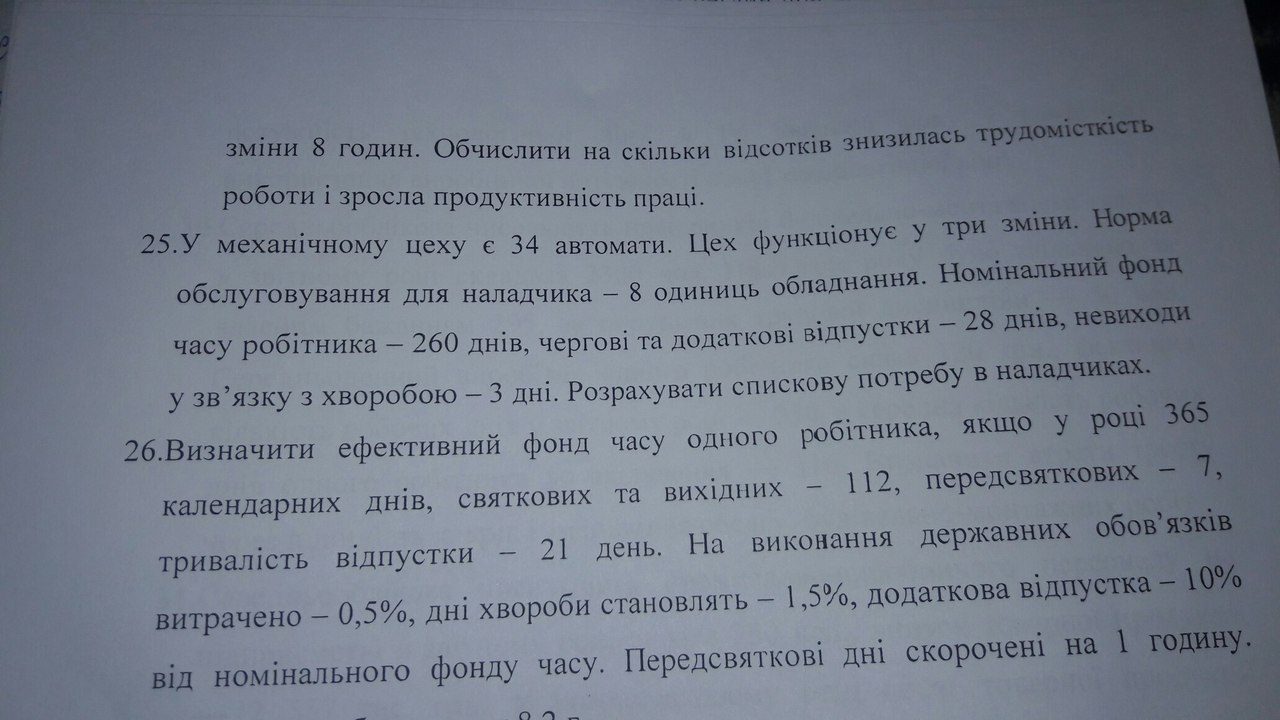 зміни 8 годин. Обчислити на скільки відсотків знизилась трудомісткість
роботи і зросла продуктивність праці.
25.У механічному цеху є 34 автомати. Цех функціонує у три зміни. Норма
обслуговування для наладчика – 8 одиниць обладнання. Номінальний фонд
часу робітника – 260 днів, чергові та додаткові відпустки – 28 днів, невиходи
у зв’язку з хворобою – 3 дні. Розрахувати спискову потребу в наладчиках.
26.Визначити ефективний фонд часу одного робітника, якщо у році 365
календарних днів, святкових та вихідних – 112, передсвяткових – 7,
тривалість відпустки – 21 день. На виконання державних обов’язків
витрачено – 0,5%, дні хвороби становлять – 1,5%, додаткова відпустка – 10%
від номінального фонду часу. Передсвяткові дні скорочені на 1 годину.